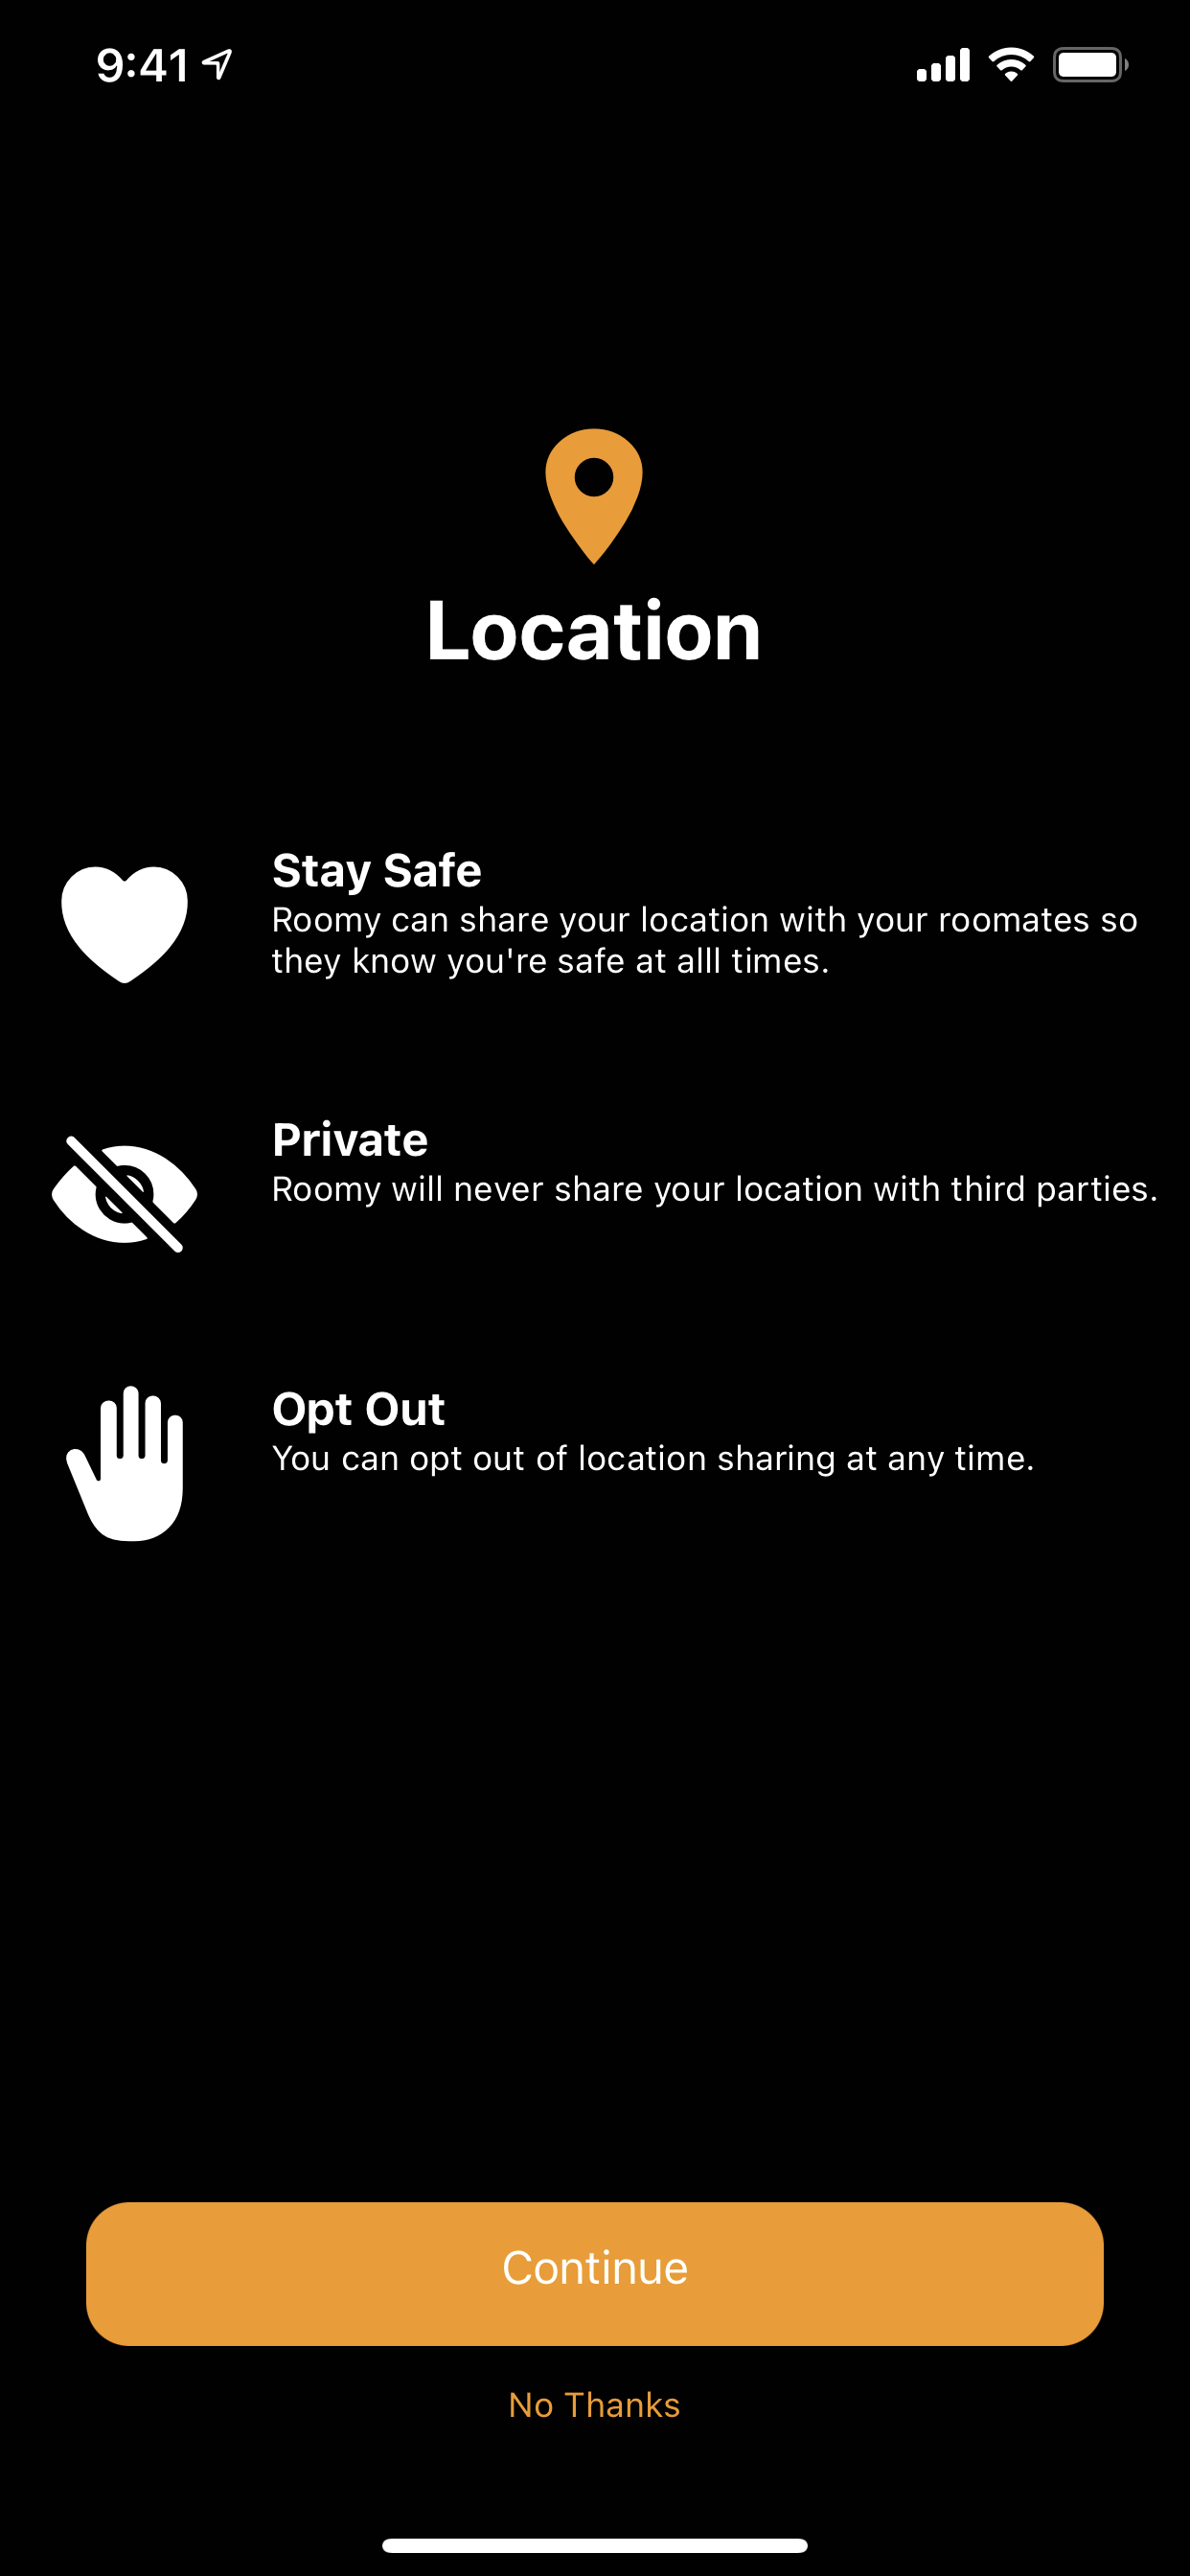 9:41
Location
Stay Safe
Roomy can share your location with your roomates so
they know you're safe at alll times.
Private
Roomy will never share your location with third parties.
Opt Out
You can opt out of location sharing at any time.
Continue
No Thanks